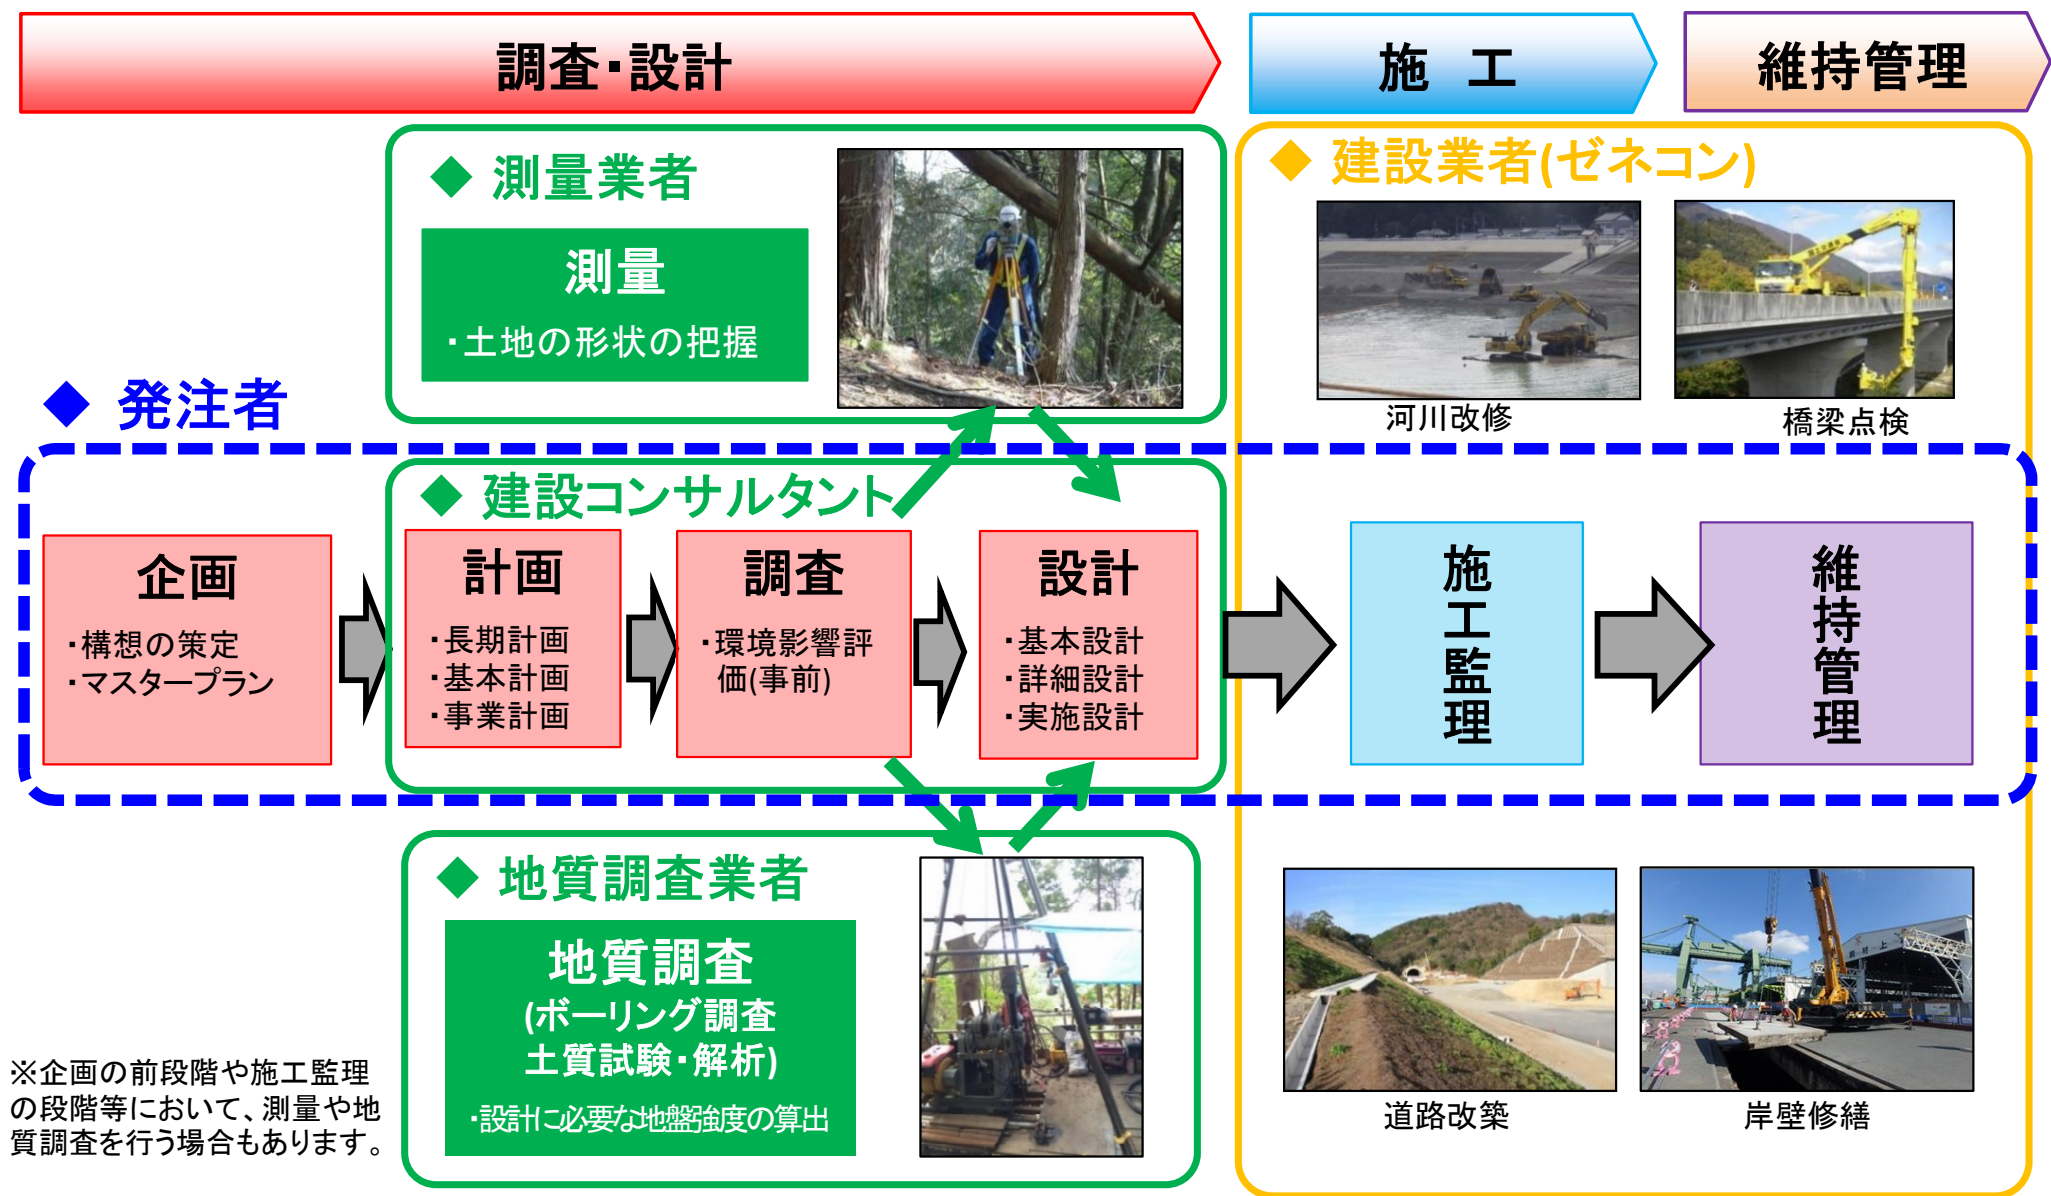 調査・設計
施　工
維持管理
◆ 測量業者
測量
・土地の形状の把握
◆ 建設業者(ゼネコン)
河川改修
橋梁点検
◆ 発注者
◆ 建設コンサルタント
企画
・構想の策定
・マスタープラン
計画
・長期計画
・基本計画
・事業計画
調査
・環境影響評
価(事前)
設計
・基本設計
・詳細設計
・実施設計
施工監理
維持管理
◆ 地質調査業者
地質調査
(ボーリング調査
土質試験・解析)
・設計に必要な地盤強度の算出
道路改築
岸壁修繕
※企画の前段階や施工監理
の段階等において、測量や地
質調査を行う場合もあります。